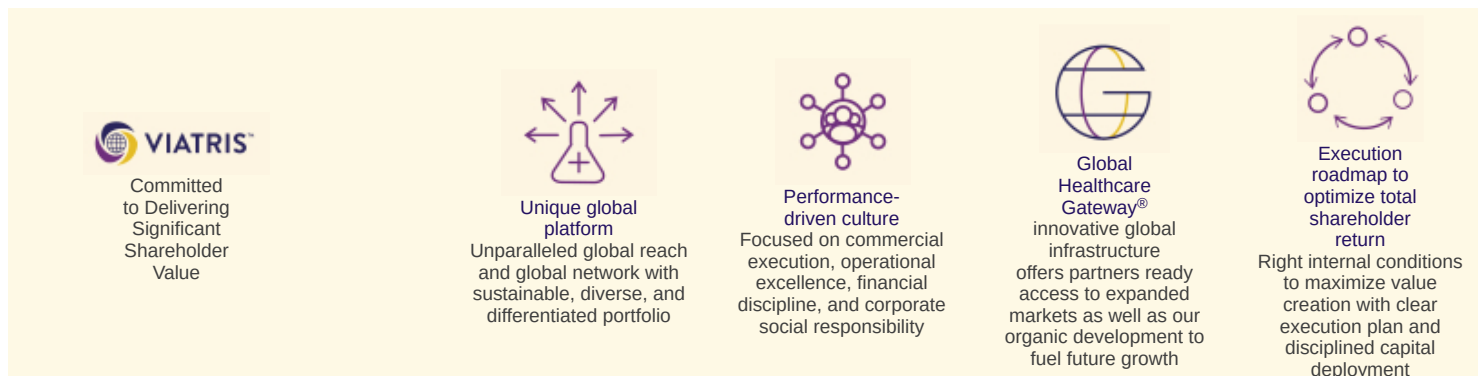 VIATRIS™
Committed
to Delivering
Significant
Shareholder
Value
Unique global
platform
Unparalleled global reach
and global network with
sustainable, diverse, and
differentiated portfolio
Performance-
driven culture
Focused on commercial
execution, operational
excellence, financial
discipline, and corporate
social responsibility
Global
Healthcare
Gateway®
innovative global
infrastructure
offers partners ready
access to expanded
markets as well as our
organic development to
fuel future growth
Execution
roadmap to
optimize total
shareholder
return
Right internal conditions
to maximize value
creation with clear
execution plan and
disciplined capital
deployment